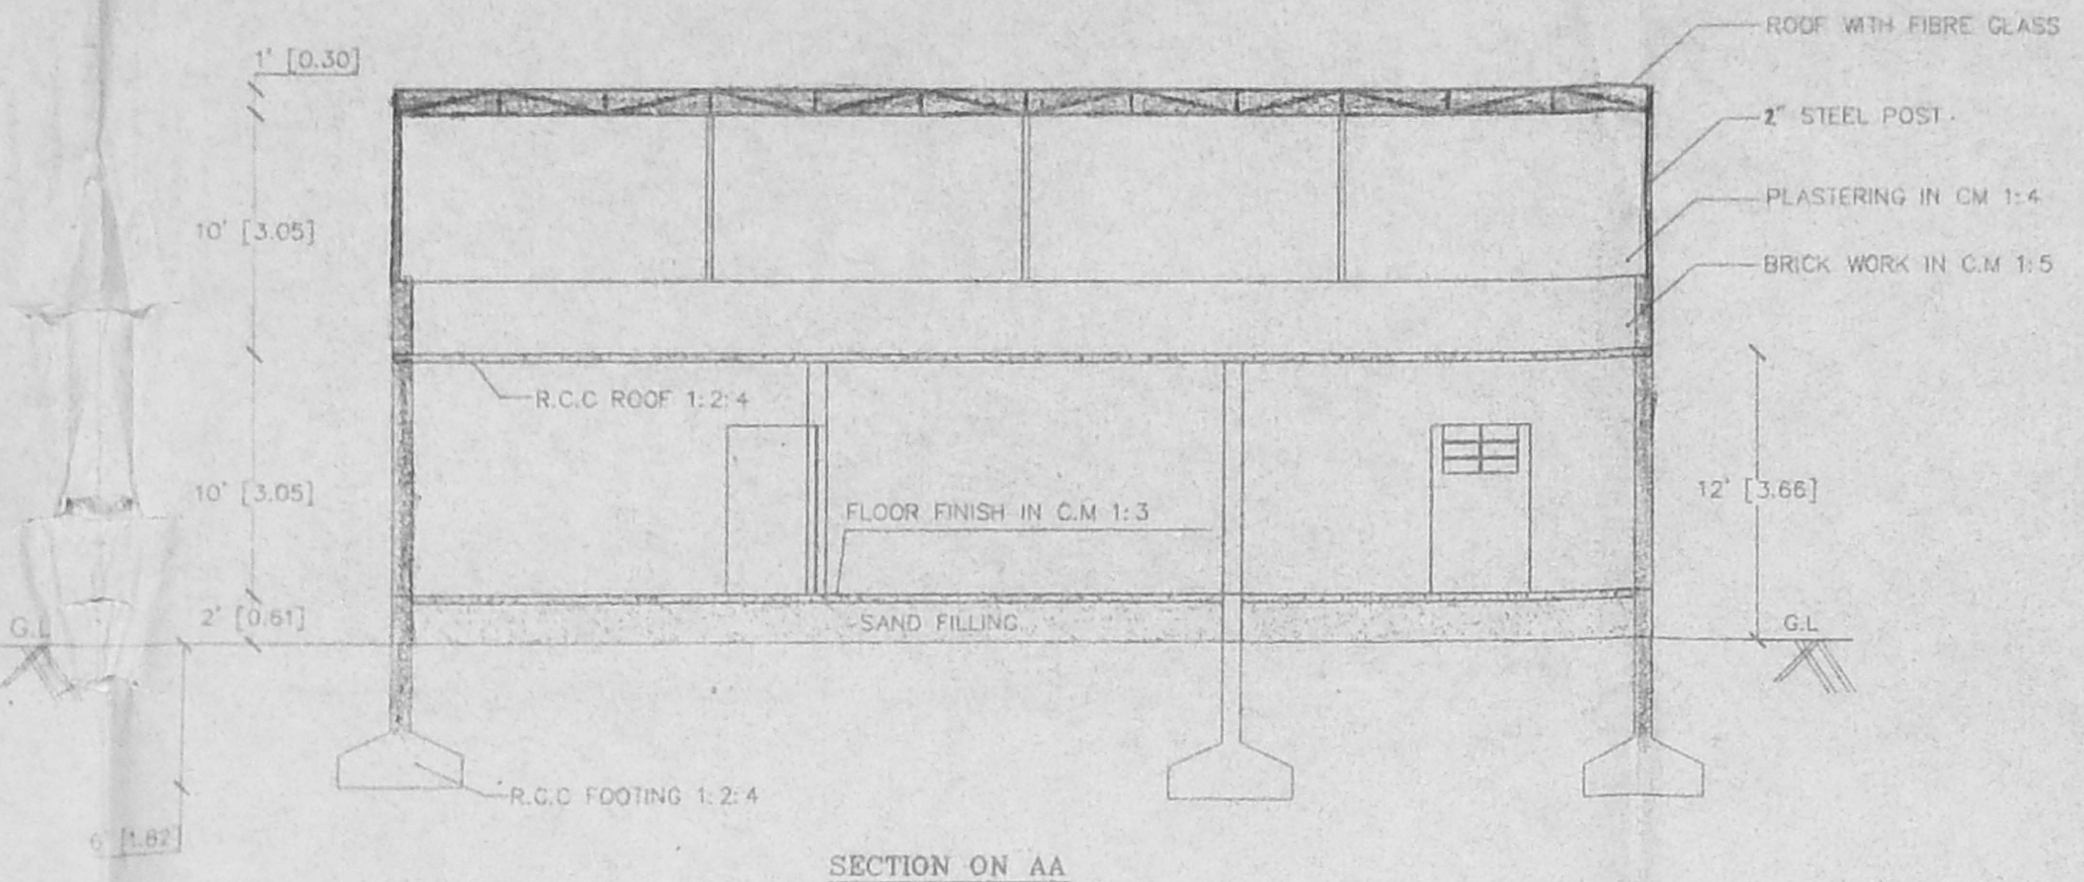 ROOF WITH FIBRE GLASS
1' [0.30]
2" STEEL POST.
PLASTERING IN CM 1:4
10' [3.05]
BRICK WORK IN C.M 1:5
R.C.C ROOF 1:2:4
10' [3.05]
12' [3.66]
FLOOR FINISH IN C.M 1:3
2' [0.61]
SAND FILLING
G.L
G.L
R.C.C FOOTING 1:2:4
6' [1.82]
SECTION ON AA